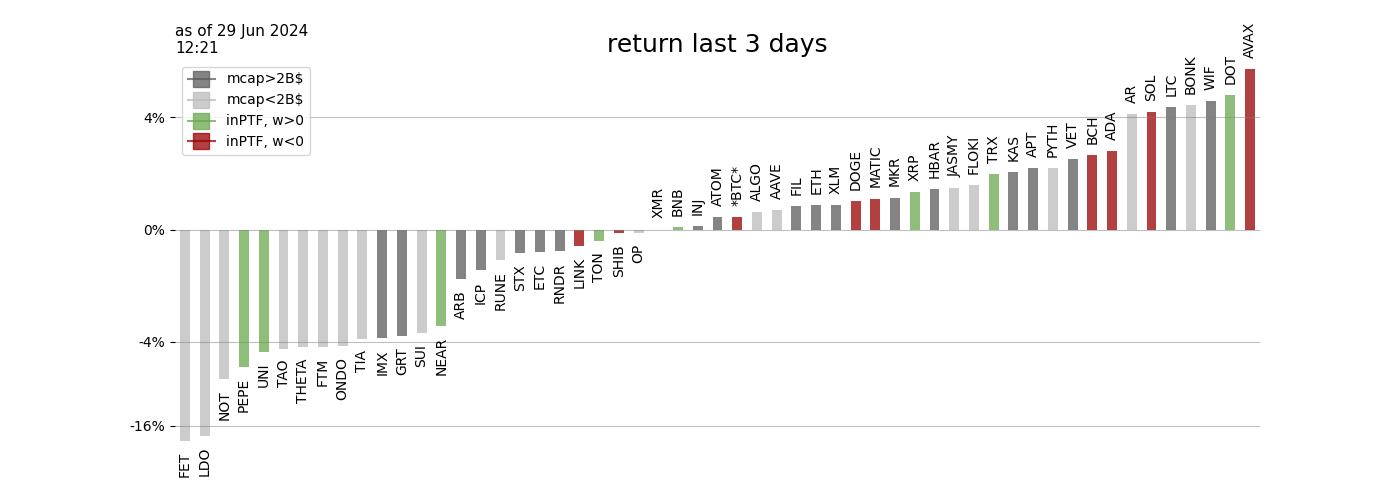 as of 29 Jun 2024
12:21
return last 3 days
mcap>2B$
mcap<2B$
inPTF, w>0
inPTF, w<0
4%
0%
-4%
-16%
FET
LDO
NOT
PEPE
UNI
TAO
THETA
FTM
ONDO
TIA
IMX
GRT
SUI
NEAR
ARB
ICP
RUNE
STX
ETC
RNDR
LINK
TON
SHIB
OP
XMR
BNB
INJ
ATOM
*BTC*
ALGO
AAVE
FIL
ETH
XLM
DOGE
MATIC
MKR
XRP
HBAR
JASMY
FLOKI
TRX
KAS
APT
PYTH
VET
BCH
ADA
AR
SOL
LTC
BONK
WIF
DOT
AVAX